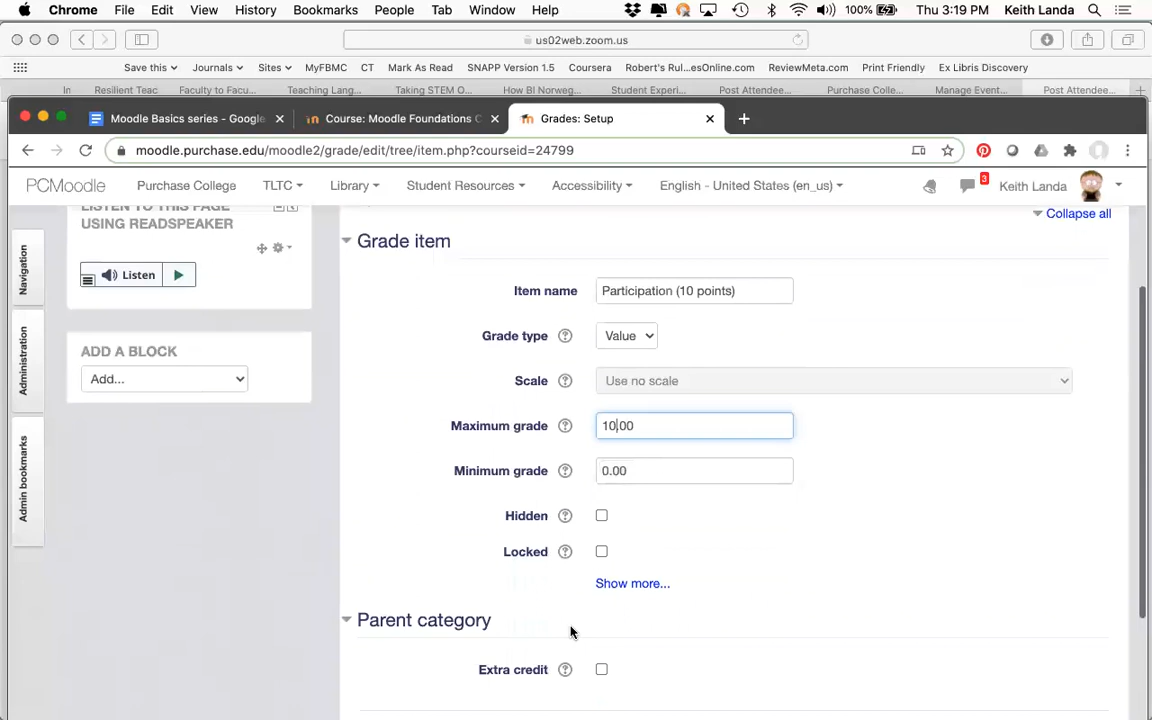 Chrome File Edit View History Bookmarks People Tab Window Help 100% Thu 3:19 PM Keith Landa
us02web.zoom.us
Save this Journals Sites MyFBMC CT Mark As Read SNAPP Version 1.5 Coursera Robert's Rul...esOnline.com ReviewMeta.com Print Friendly Ex Libris Discovery
In Resilient Teac Faculty to Facu... Teaching Lang... Taking STEM O... How BI Norweg... Student Experi... Post Attendee... Purchase Colle... Manage Event... Post Attendee...
Moodle Basics series - Google Course: Moodle Foundations C Grades: Setup
moodle.purchase.edu/moodle2/grade/edit/tree/item.php?courseid=24799
PCMoodle Purchase College TLTC Library Student Resources Accessibility English - United States (en_us) 3 Keith Landa
LISTEN TO THIS PAGE
USING READSPEAKER
Listen
ADD A BLOCK
Add...
Navigation
Administration
Admin bookmarks
Collapse all
Grade item
Item name Participation (10 points)
Grade type Value
Scale Use no scale
Maximum grade 10.00
Minimum grade 0.00
Hidden
Locked
Show more...
Parent category
Extra credit